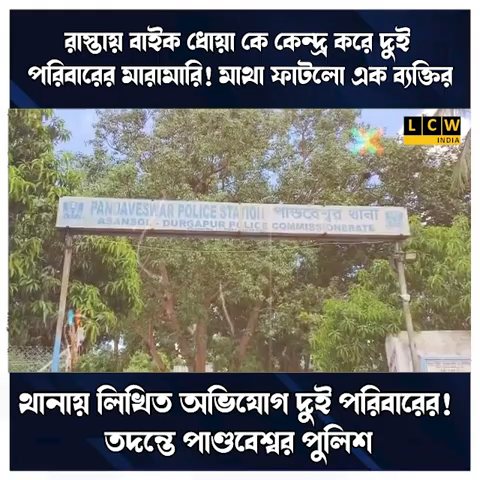 রাস্তায় বাইক ধোয়া কে কেন্দ্র করে দুই
পরিবারের মারামারি! মাথা ফাটলো এক ব্যক্তির
LCW
INDIA
PANDAVESWAR POLICE STATION পাণ্ডবেশ্বর থানা
ASANSOL - DURGAPUR POLICE COMMISSIONERATE
থানায় লিখিত অভিযোগ দুই পরিবারের!
তদন্তে পাণ্ডবেশ্বর পুলিশ